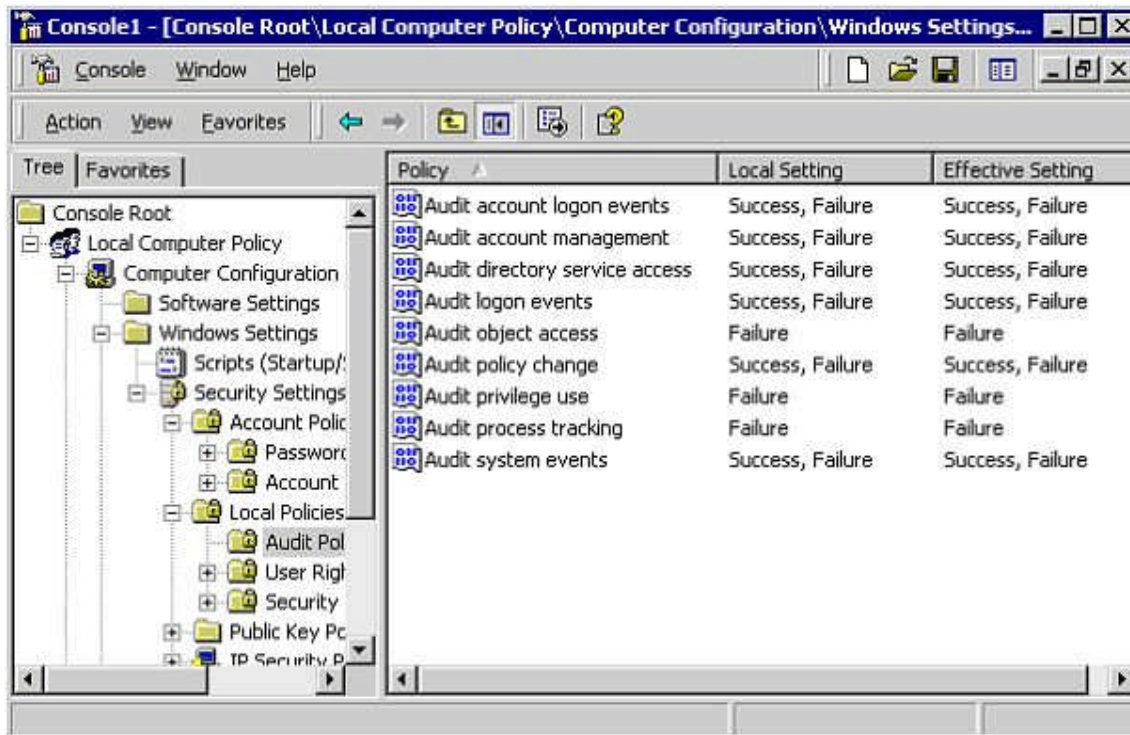 Console1 - [Console Root\Local Computer Policy\Computer Configuration\Windows Settings...
Console Window Help
Action View Favorites
Tree Favorites
Console Root
Local Computer Policy
Computer Configuration
Software Settings
Windows Settings
Scripts (Startup/
Security Settings
Account Polic
Password
Account
Local Policies
Audit Pol
User Righ
Security
Public Key Po
IP Security P
Policy Local Setting Effective Setting
Audit account logon events Success, Failure Success, Failure
Audit account management Success, Failure Success, Failure
Audit directory service access Success, Failure Success, Failure
Audit logon events Success, Failure Success, Failure
Audit object access Failure Failure
Audit policy change Success, Failure Success, Failure
Audit privilege use Failure Failure
Audit process tracking Failure Failure
Audit system events Success, Failure Success, Failure